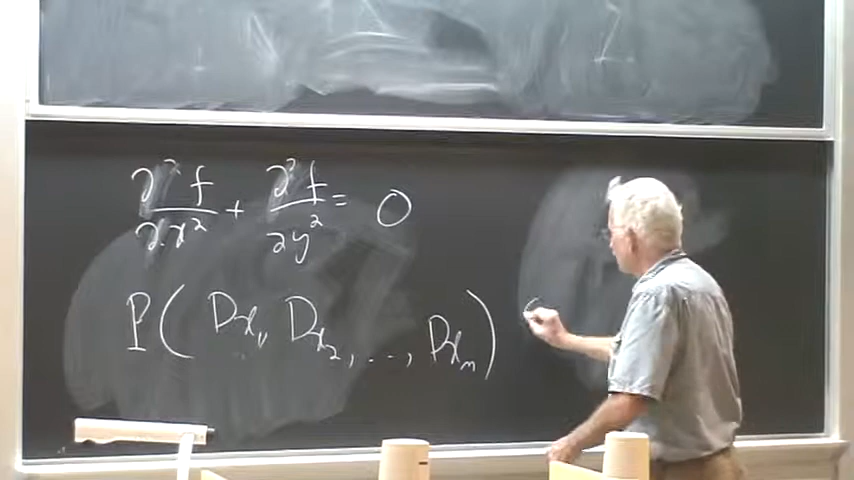 ∂²f/∂x² + ∂²f/∂y² = 0
P(Dx₁, Dx₂, ..., Dxₙ)